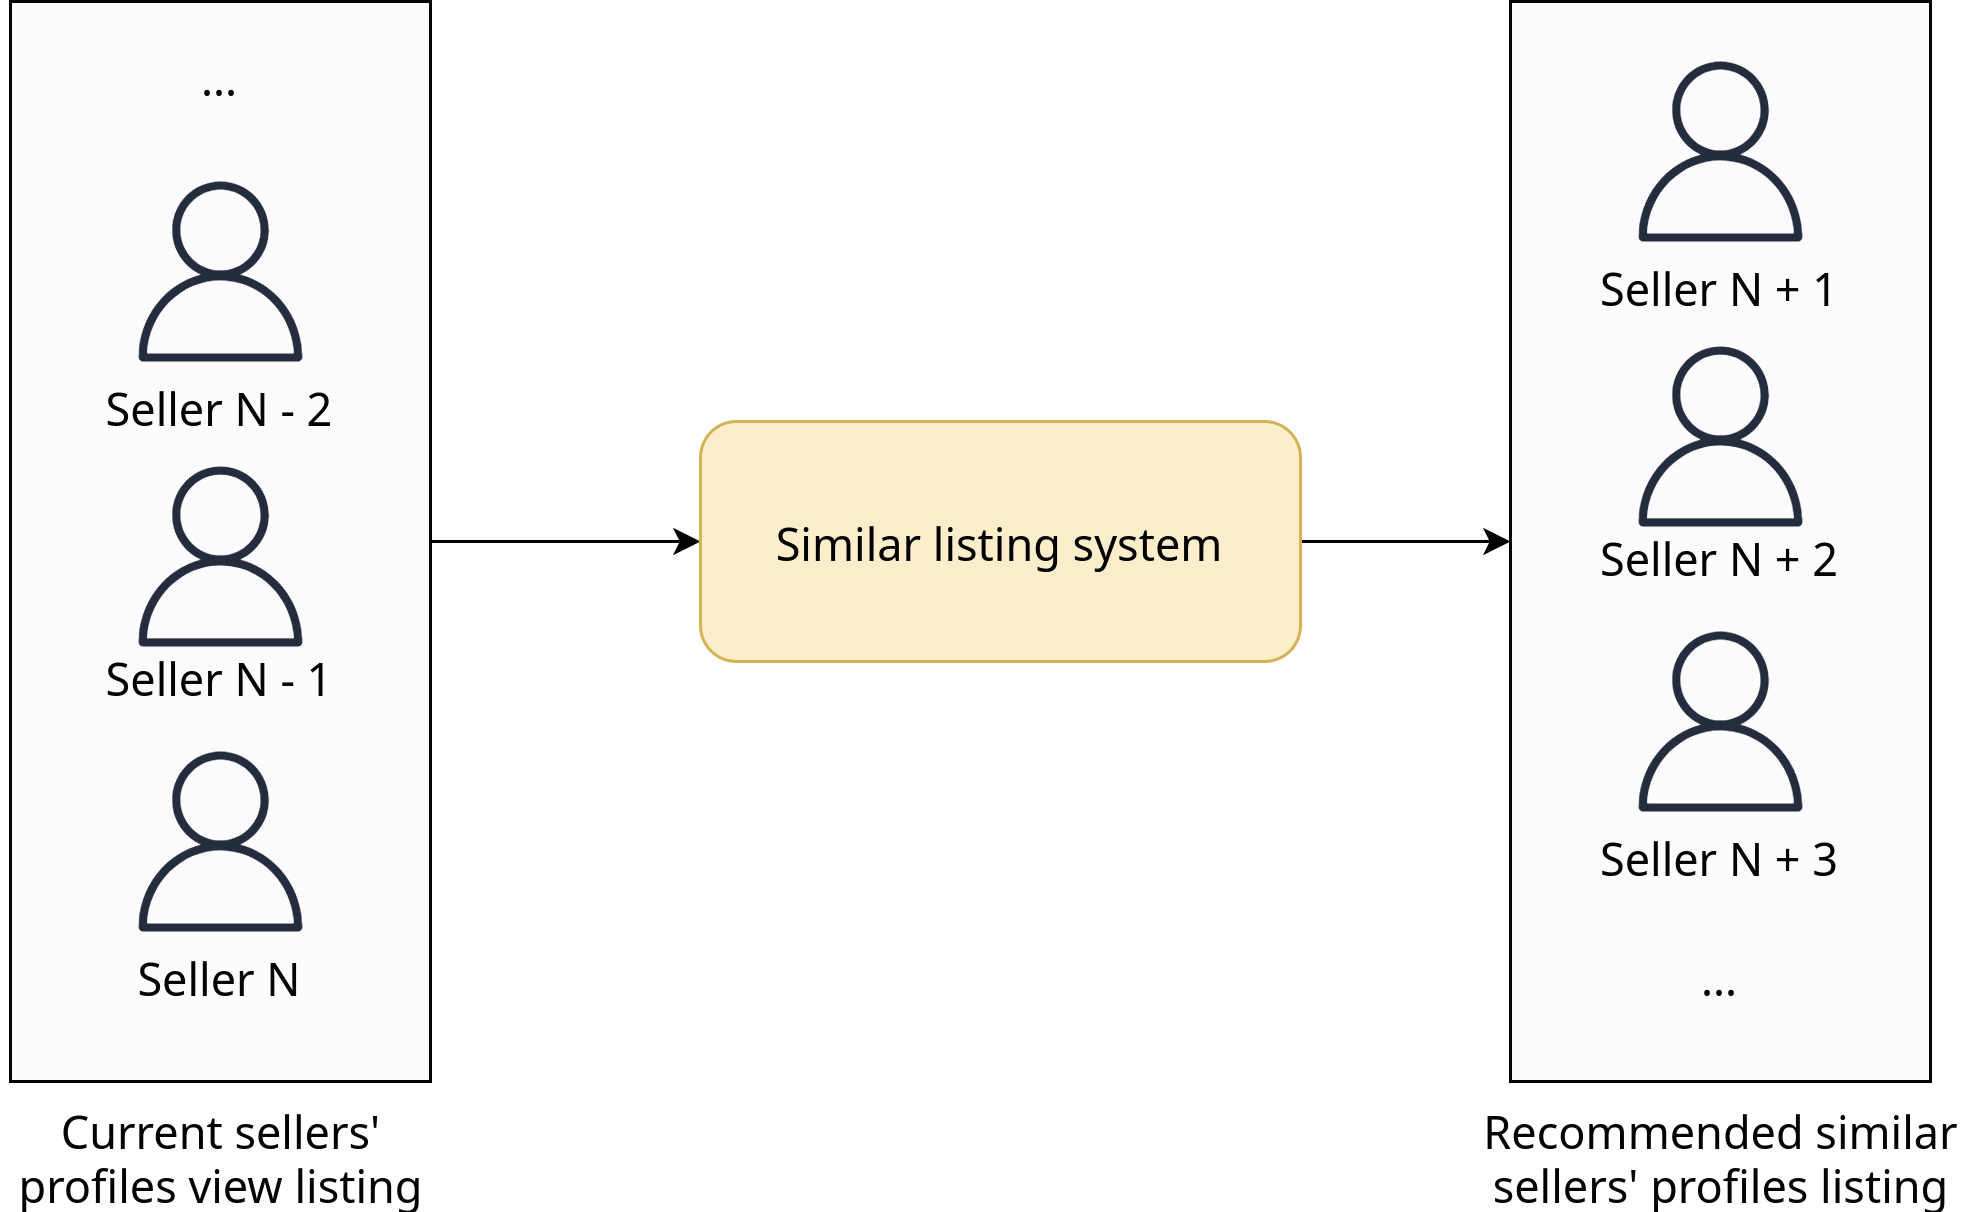 ...
Seller N - 2
Seller N - 1
Seller N
Current sellers'
profiles view listing
Similar listing system
Seller N + 1
Seller N + 2
Seller N + 3
...
Recommended similar
sellers' profiles listing